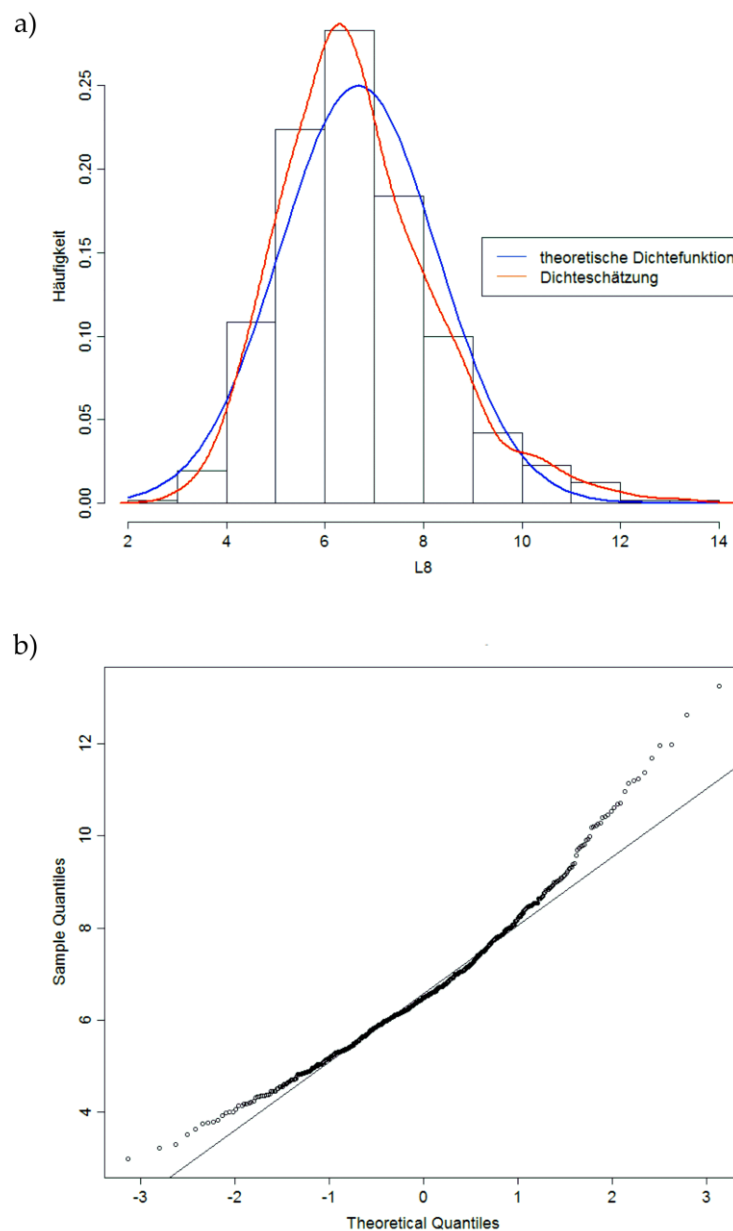 a)
0.25
0.20
0.15
0.10
0.05
0.00
Häufigkeit
theoretische Dichtefunktion
Dichteschätzung
2 4 6 8 10 12 14
L8
b)
12
10
8
6
4
Sample Quantiles
-3 -2 -1 0 1 2 3
Theoretical Quantiles